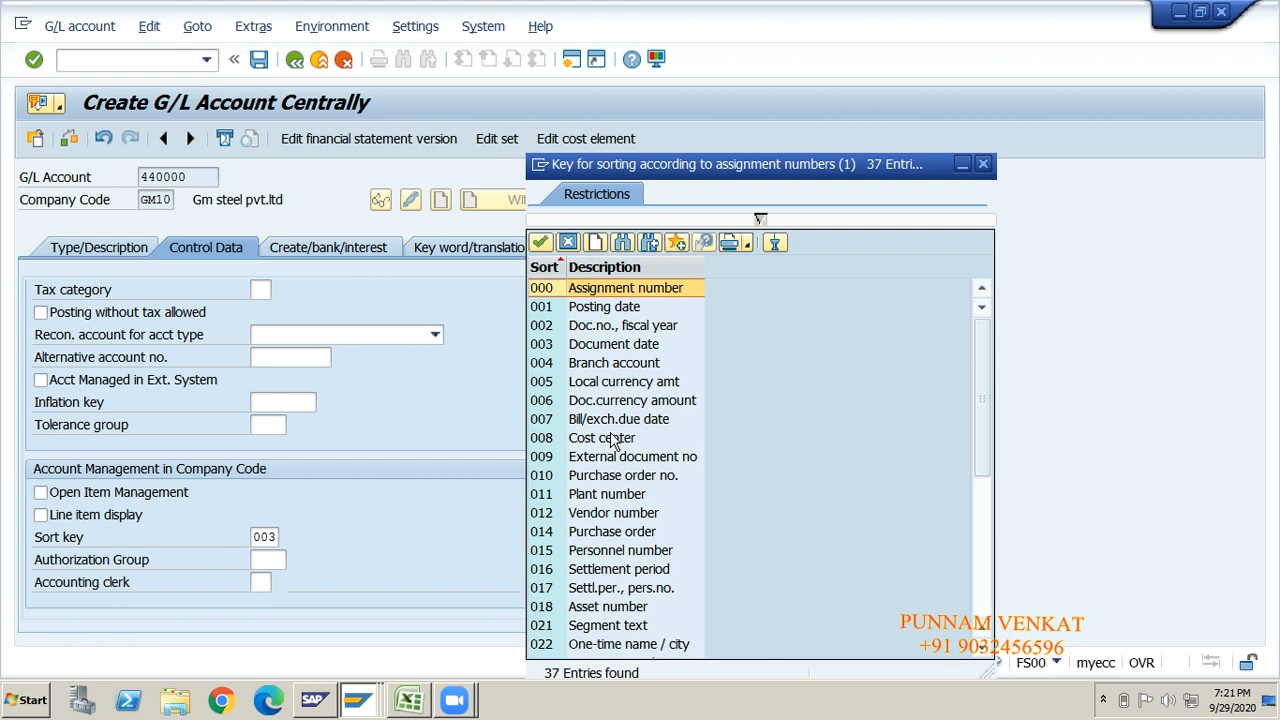 G/L account Edit Goto Extras Environment Settings System Help
Create G/L Account Centrally
Edit financial statement version Edit set Edit cost element
G/L Account 440000
Company Code GM10 Gm steel pvt.ltd
Type/Description Control Data Create/bank/interest Key word/translatio
Tax category
Posting without tax allowed
Recon. account for acct type
Alternative account no.
Acct Managed in Ext. System
Inflation key
Tolerance group
Account Management in Company Code
Open Item Management
Line item display
Sort key 003
Authorization Group
Accounting clerk
Key for sorting according to assignment numbers (1) 37 Entri...
Restrictions
Sort Description
000 Assignment number
001 Posting date
002 Doc.no., fiscal year
003 Document date
004 Branch account
005 Local currency amt
006 Doc.currency amount
007 Bill/exch.due date
008 Cost center
009 External document no
010 Purchase order no.
011 Plant number
012 Vendor number
014 Purchase order
015 Personnel number
016 Settlement period
017 Settl.per., pers.no.
018 Asset number
021 Segment text
022 One-time name / city
37 Entries found
PUNNAM VENKAT
+91 9032456596
FS00 myecc OVR
Start SAP
7:21 PM
9/29/2020